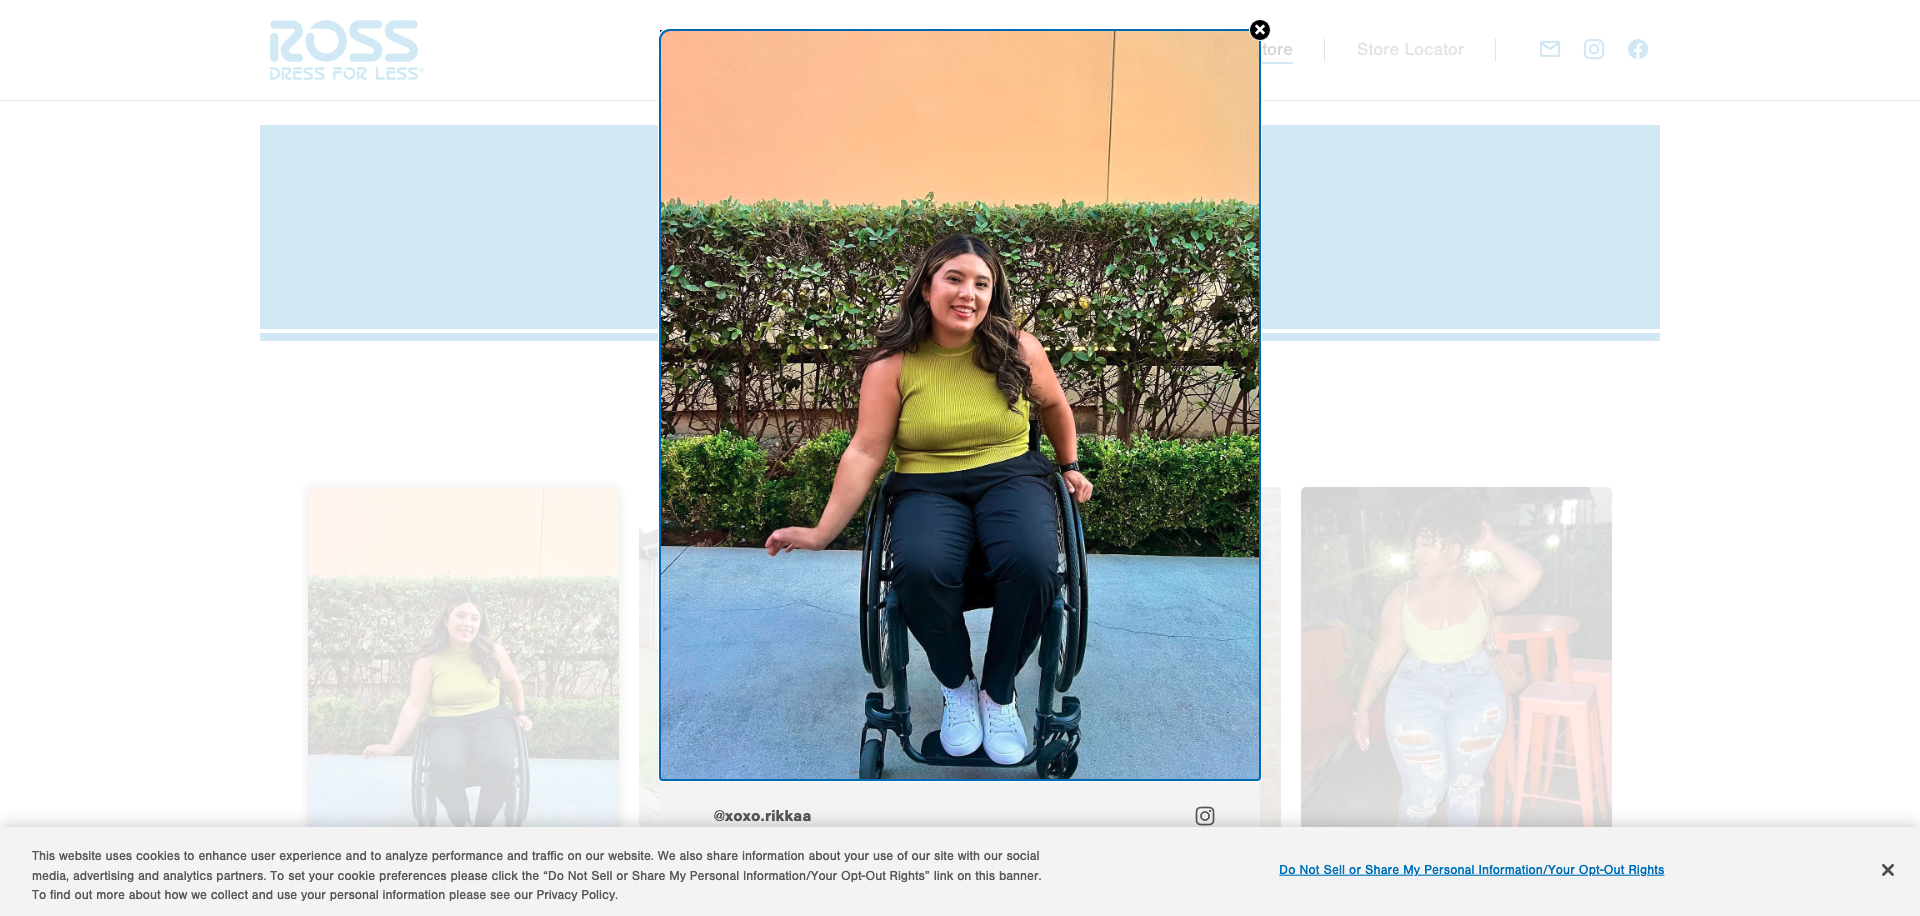 ROSS
DRESS FOR LESS®
tore
Store Locator
@xoxo.rikkaa
This website uses cookies to enhance user experience and to analyze performance and traffic on our website. We also share information about your use of our site with our social
media, advertising and analytics partners. To set your cookie preferences please click the “Do Not Sell or Share My Personal Information/Your Opt-Out Rights” link on this banner.
To find out more about how we collect and use your personal information please see our Privacy Policy.
Do Not Sell or Share My Personal Information/Your Opt-Out Rights